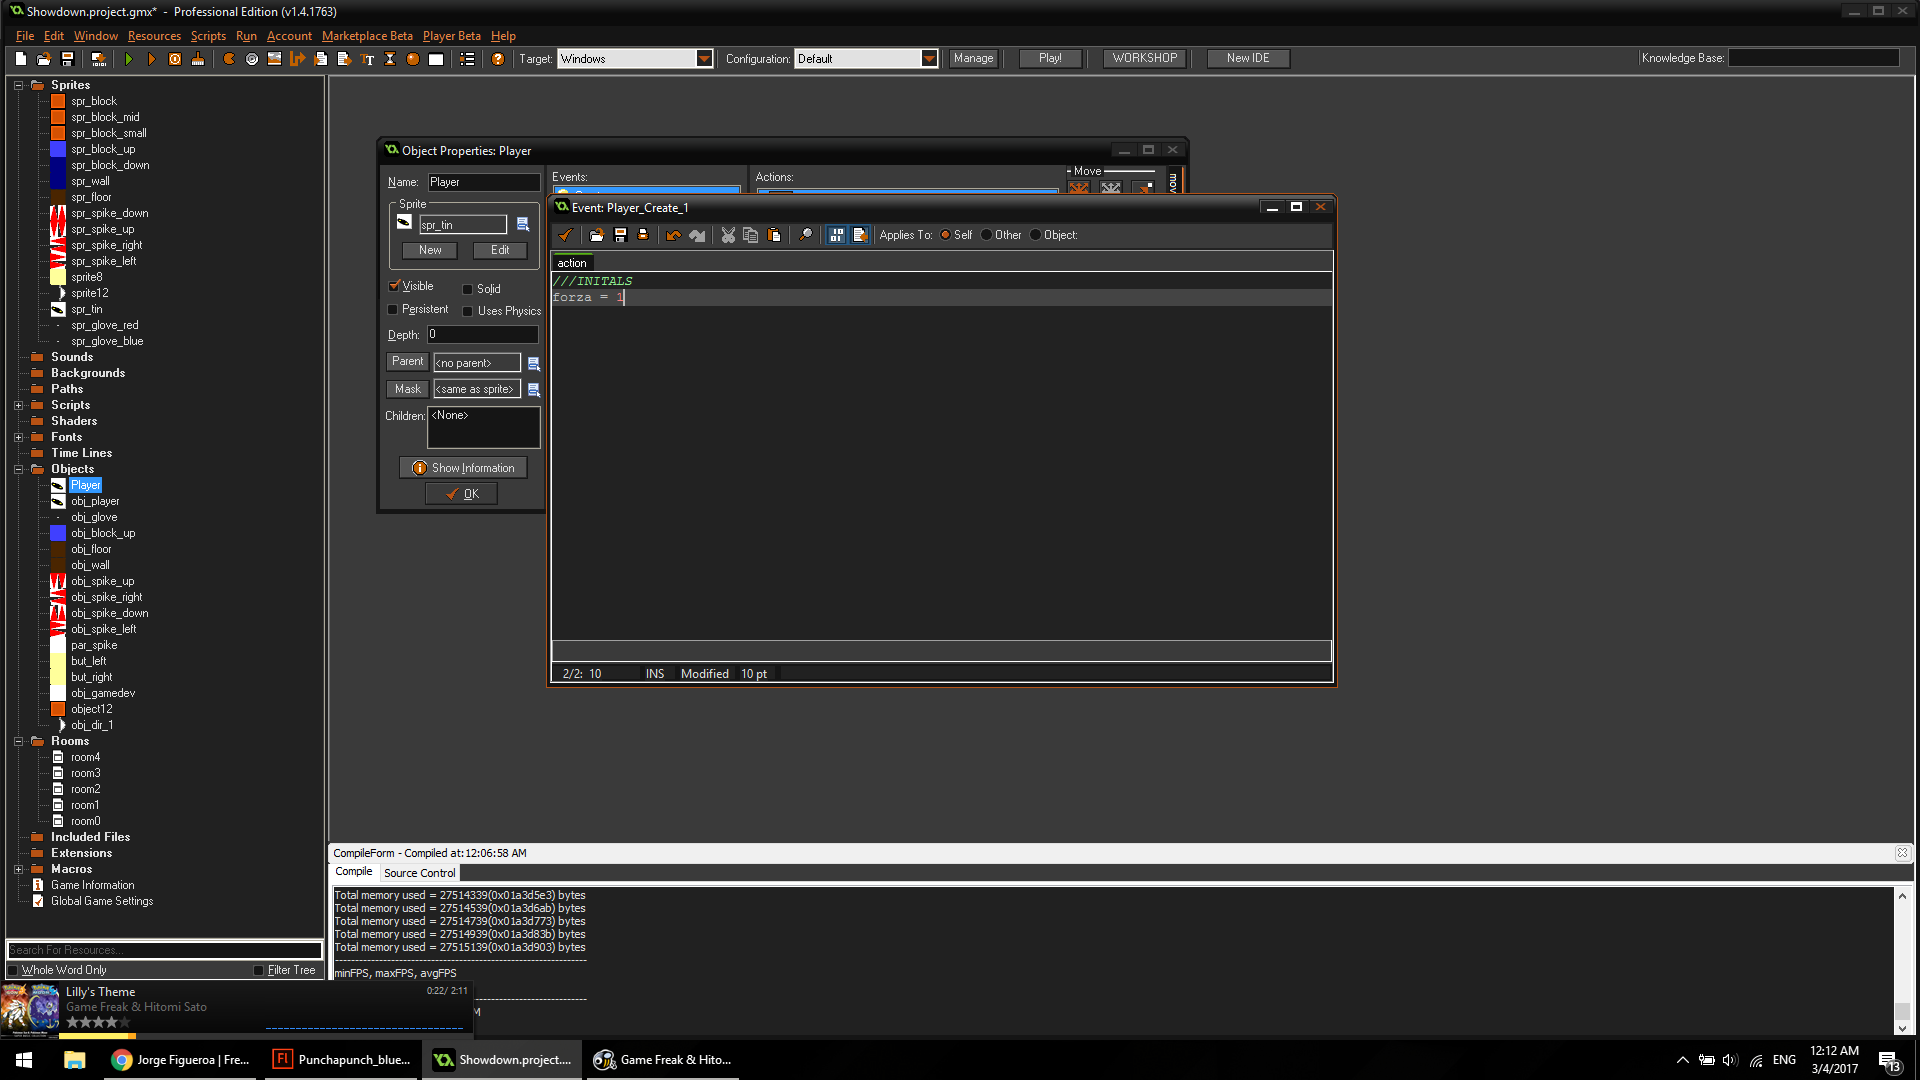 Showdown.project.gmx* - Professional Edition (v1.4.1763)
File Edit Window Resources Scripts Run Account Marketplace Beta Player Beta Help
Target: Windows Configuration: Default Manage Play! WORKSHOP New IDE Knowledge Base:
Sprites
spr_block
spr_block_mid
spr_block_small
spr_block_up
spr_block_down
spr_wall
spr_floor
spr_spike_down
spr_spike_up
spr_spike_right
spr_spike_left
sprite8
sprite12
spr_tin
spr_glove_red
spr_glove_blue
Sounds
Backgrounds
Paths
Scripts
Shaders
Fonts
Time Lines
Objects
Player
obj_player
obj_glove
obj_block_up
obj_floor
obj_wall
obj_spike_up
obj_spike_right
obj_spike_down
obj_spike_left
par_spike
but_left
but_right
obj_gamedev
object12
obj_dir_1
Rooms
room4
room3
room2
room1
room0
Included Files
Extensions
Macros
Game Information
Global Game Settings
Search For Resources...
Whole Word Only Filter Tree
Object Properties: Player
Name: Player
Sprite
spr_tin
New Edit
Visible Solid
Persistent Uses Physics
Depth: 0
Parent <no parent>
Mask <same as sprite>
Children: <None>
Show Information
OK
Events:
Actions:
Move
move
Event: Player_Create_1
Applies To: Self Other Object:
action
///INITALS
forza = 1
2/2: 10 INS Modified 10 pt
CompileForm - Compiled at:12:06:58 AM
Compile Source Control
Total memory used = 27514339(0x01a3d5e3) bytes
Total memory used = 27514539(0x01a3d6ab) bytes
Total memory used = 27514739(0x01a3d773) bytes
Total memory used = 27514939(0x01a3d83b) bytes
Total memory used = 27515139(0x01a3d903) bytes
minFPS, maxFPS, avgFPS
Lilly's Theme 0:22/ 2:11
Game Freak & Hitomi Sato
Jorge Figueroa | Fre...
Punchapunch_blue...
Showdown.project....
Game Freak & Hito...
ENG
12:12 AM
3/4/2017
13